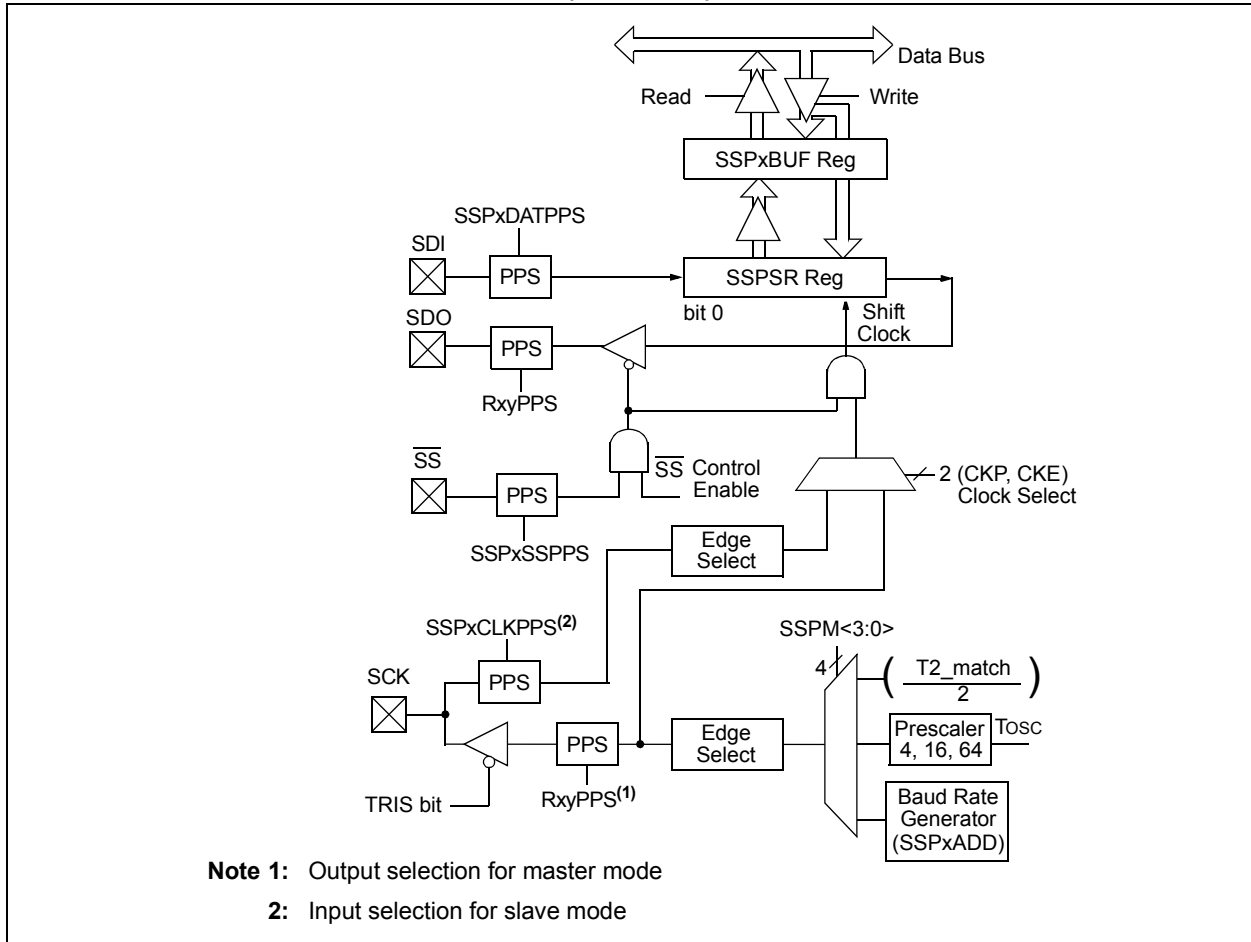 Data Bus
Read
Write
SSPxBUF Reg
SSPxDATPPS
SDI
PPS
SSPSR Reg
bit 0
Shift
Clock
SDO
PPS
RxyPPS
SS
PPS
SS Control
Enable
2 (CKP, CKE)
Clock Select
SSPxSSPPS
Edge
Select
SSPxCLKPPS(2)
SSPM<3:0>
4
( T2_match
2 )
SCK
PPS
PPS
Edge
Select
Prescaler
4, 16, 64
TOSC
RxyPPS(1)
TRIS bit
Baud Rate
Generator
(SSPxADD)
Note 1: Output selection for master mode
2: Input selection for slave mode